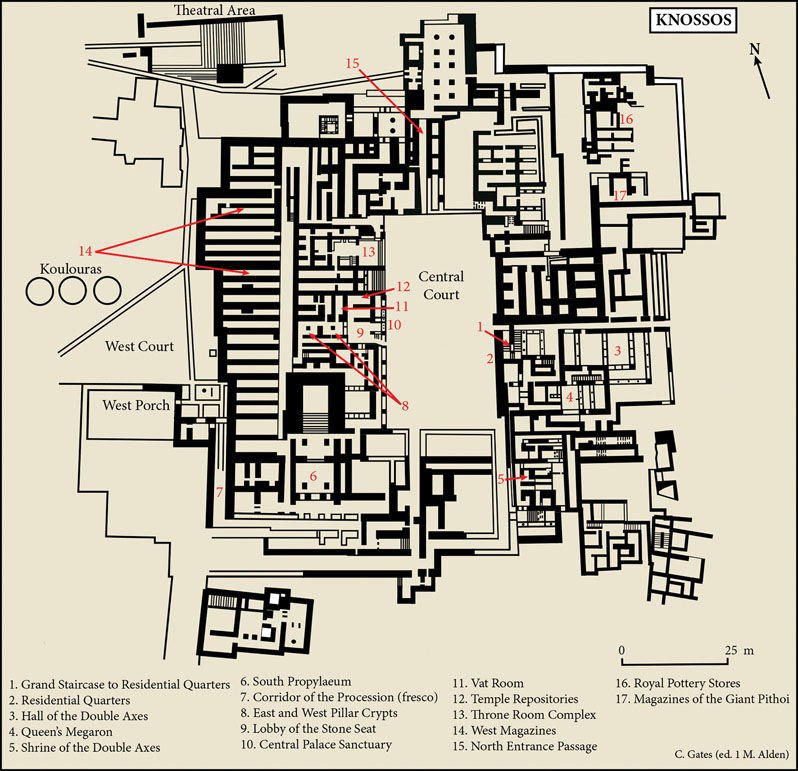 Theatral Area
KNOSSOS
N
15
16
17
14
13
Central
Court
Koulouras
12
11
10
9
West Court
1
2
3
4
8
West Porch
6
5
7
0 25 m
1. Grand Staircase to Residential Quarters
2. Residential Quarters
3. Hall of the Double Axes
4. Queen's Megaron
5. Shrine of the Double Axes
6. South Propylaeum
7. Corridor of the Procession (fresco)
8. East and West Pillar Crypts
9. Lobby of the Stone Seat
10. Central Palace Sanctuary
11. Vat Room
12. Temple Repositories
13. Throne Room Complex
14. West Magazines
15. North Entrance Passage
16. Royal Pottery Stores
17. Magazines of the Giant Pithoi
C. Gates (ed. 1 M. Alden)